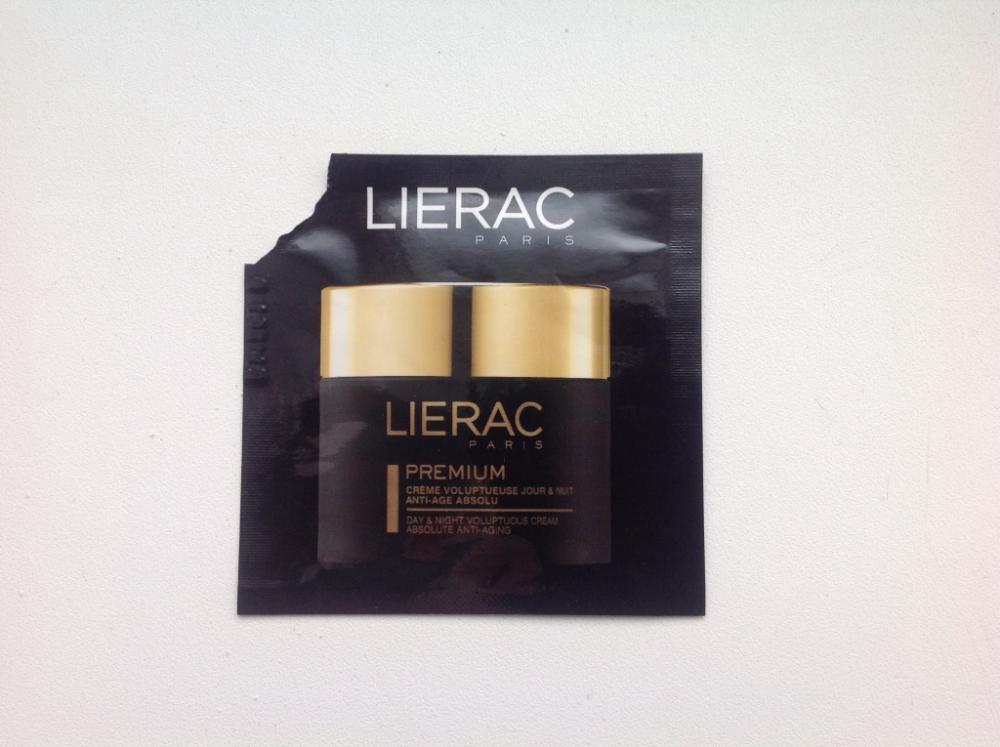 LIERAC
PARIS
LIERAC
PARIS
PREMIUM
CRÈME VOLUPTUEUSE JOUR & NUIT
ANTI-AGE ABSOLU
DAY & NIGHT VOLUPTUOUS CREAM
ABSOLUTE ANTI-AGING